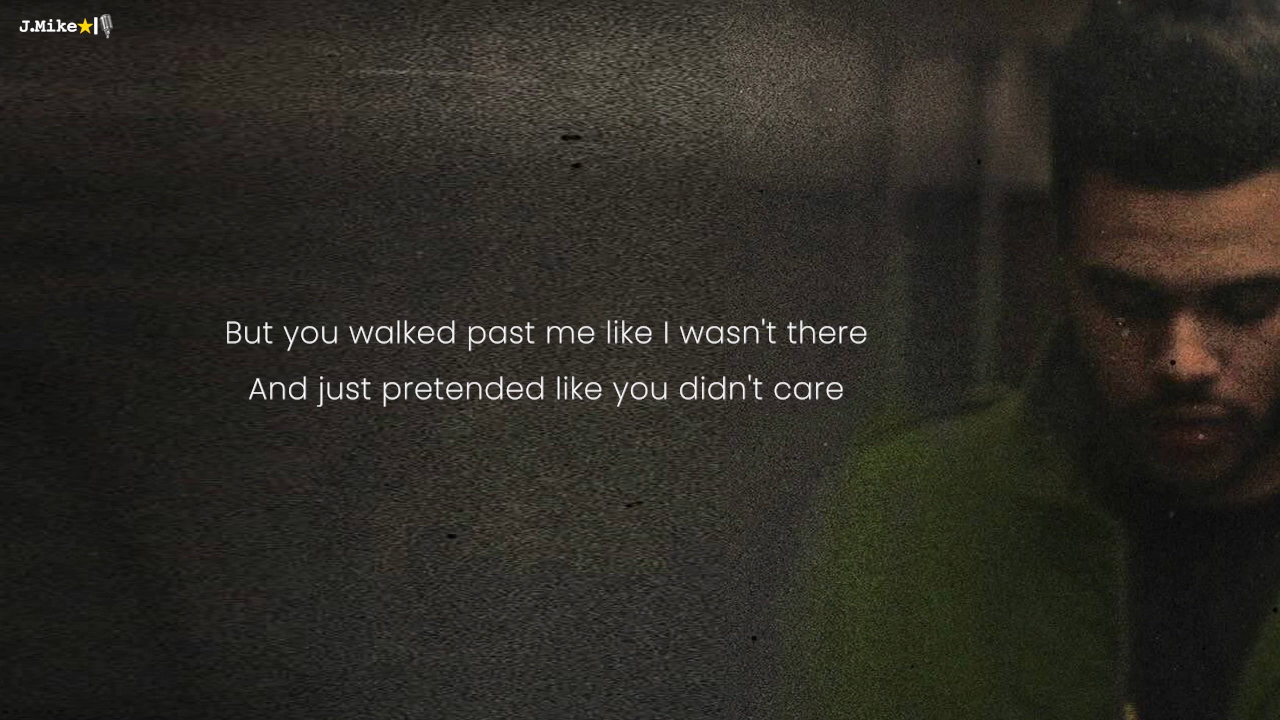 J.Mike
But you walked past me like I wasn't there
And just pretended like you didn't care